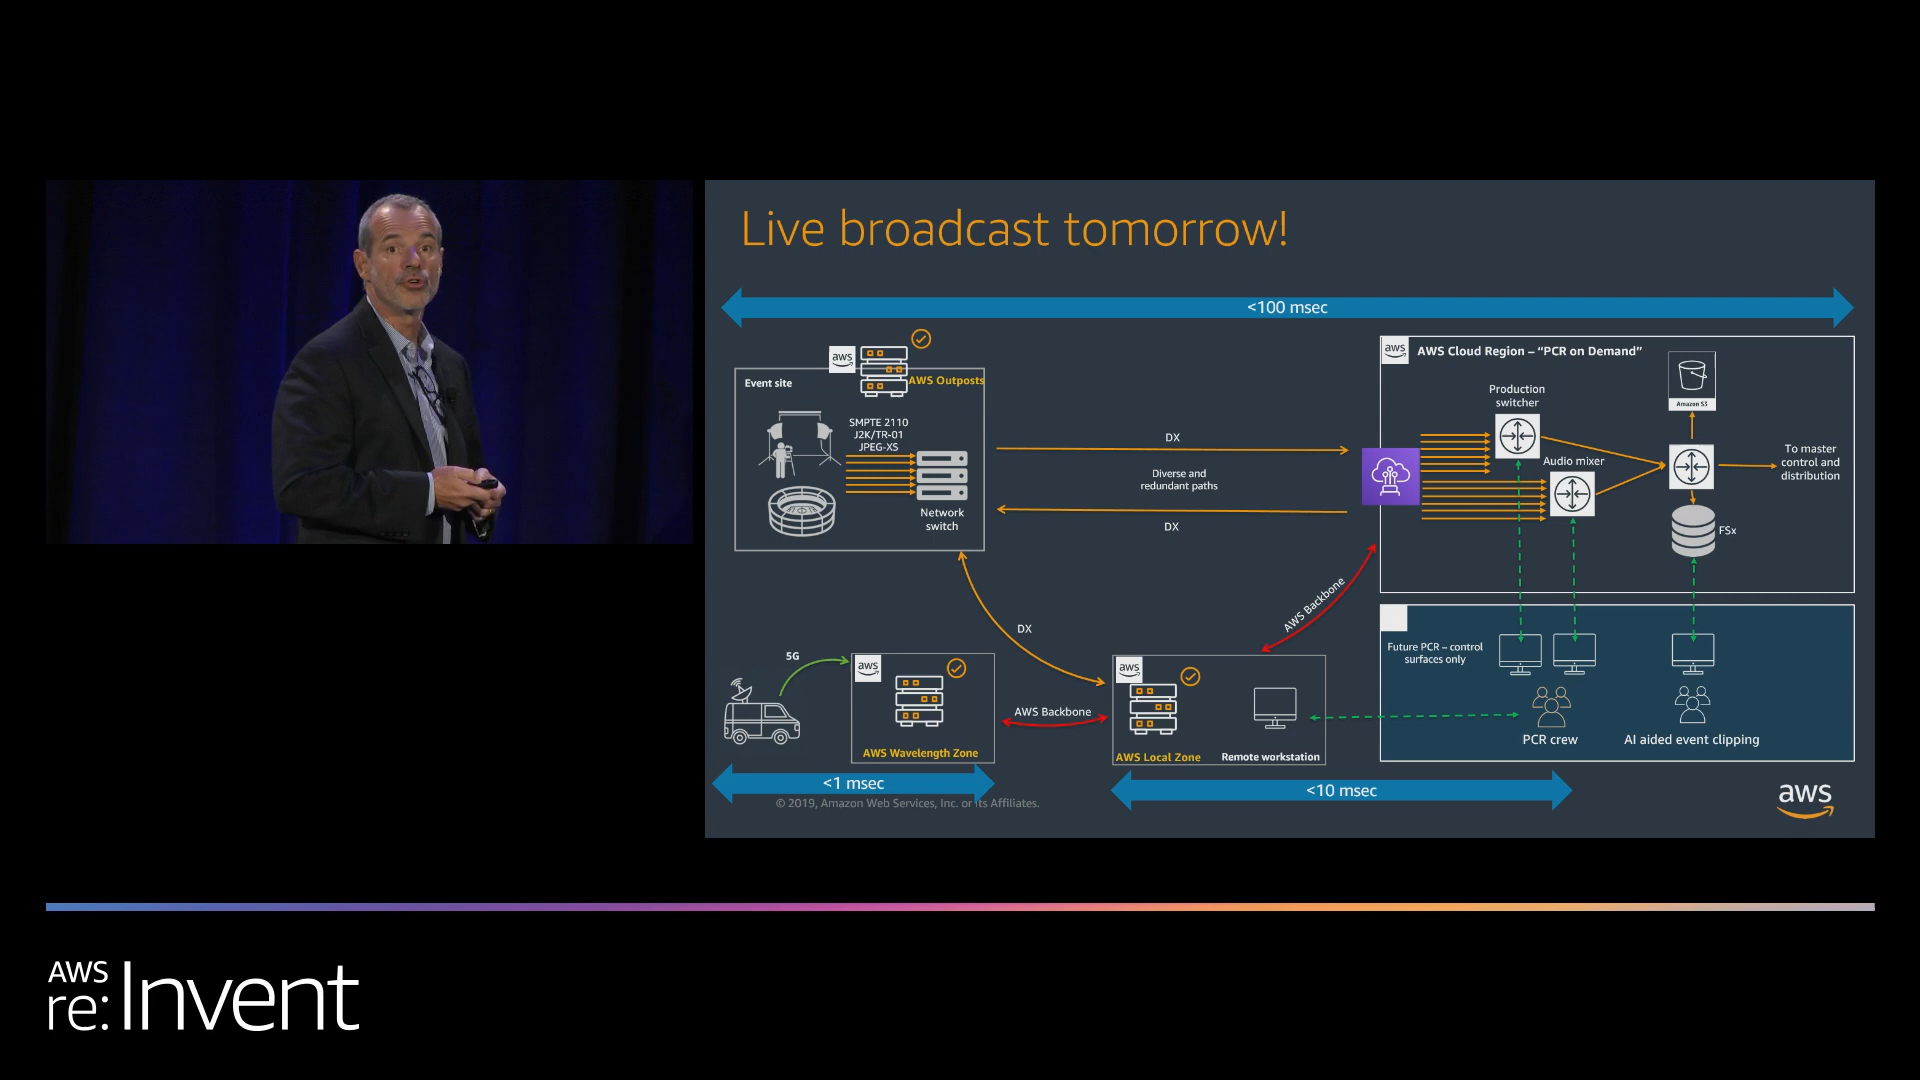 Live broadcast tomorrow!
<100 msec
aws
AWS Outposts
Event site
SMPTE 2110
J2K/TR-01
JPEG-XS
Network
switch
DX
Diverse and
redundant paths
DX
aws
AWS Cloud Region – “PCR on Demand”
Production
switcher
Audio mixer
Amazon S3
To master
control and
distribution
FSx
DX
AWS Backbone
5G
aws
AWS Wavelength Zone
AWS Backbone
aws
AWS Local Zone
Remote workstation
Future PCR – control
surfaces only
PCR crew
AI aided event clipping
<1 msec
<10 msec
© 2019, Amazon Web Services, Inc. or its Affiliates.
aws
AWS
re:Invent